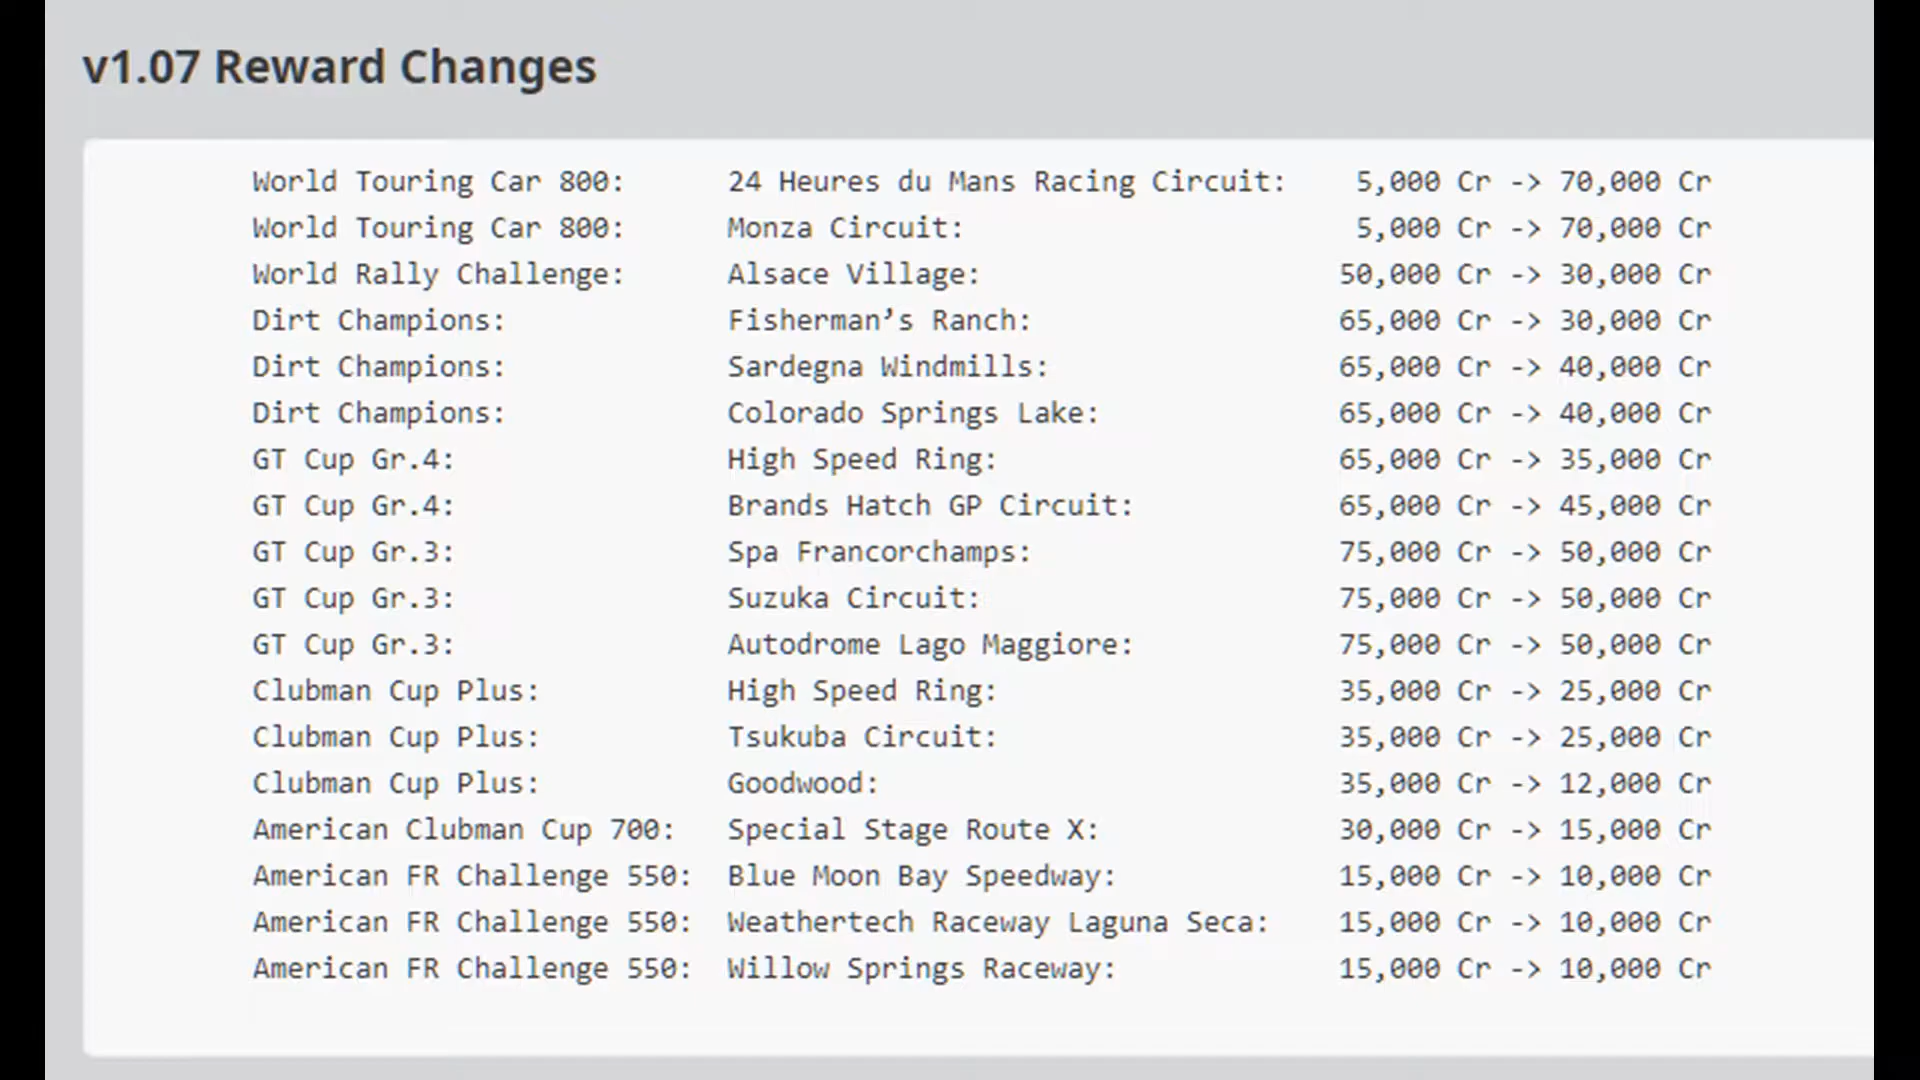 v1.07 Reward Changes
World Touring Car 800: 24 Heures du Mans Racing Circuit: 5,000 Cr -> 70,000 Cr
World Touring Car 800: Monza Circuit: 5,000 Cr -> 70,000 Cr
World Rally Challenge: Alsace Village: 50,000 Cr -> 30,000 Cr
Dirt Champions: Fisherman’s Ranch: 65,000 Cr -> 30,000 Cr
Dirt Champions: Sardegna Windmills: 65,000 Cr -> 40,000 Cr
Dirt Champions: Colorado Springs Lake: 65,000 Cr -> 40,000 Cr
GT Cup Gr.4: High Speed Ring: 65,000 Cr -> 35,000 Cr
GT Cup Gr.4: Brands Hatch GP Circuit: 65,000 Cr -> 45,000 Cr
GT Cup Gr.3: Spa Francorchamps: 75,000 Cr -> 50,000 Cr
GT Cup Gr.3: Suzuka Circuit: 75,000 Cr -> 50,000 Cr
GT Cup Gr.3: Autodrome Lago Maggiore: 75,000 Cr -> 50,000 Cr
Clubman Cup Plus: High Speed Ring: 35,000 Cr -> 25,000 Cr
Clubman Cup Plus: Tsukuba Circuit: 35,000 Cr -> 25,000 Cr
Clubman Cup Plus: Goodwood: 35,000 Cr -> 12,000 Cr
American Clubman Cup 700: Special Stage Route X: 30,000 Cr -> 15,000 Cr
American FR Challenge 550: Blue Moon Bay Speedway: 15,000 Cr -> 10,000 Cr
American FR Challenge 550: Weathertech Raceway Laguna Seca: 15,000 Cr -> 10,000 Cr
American FR Challenge 550: Willow Springs Raceway: 15,000 Cr -> 10,000 Cr